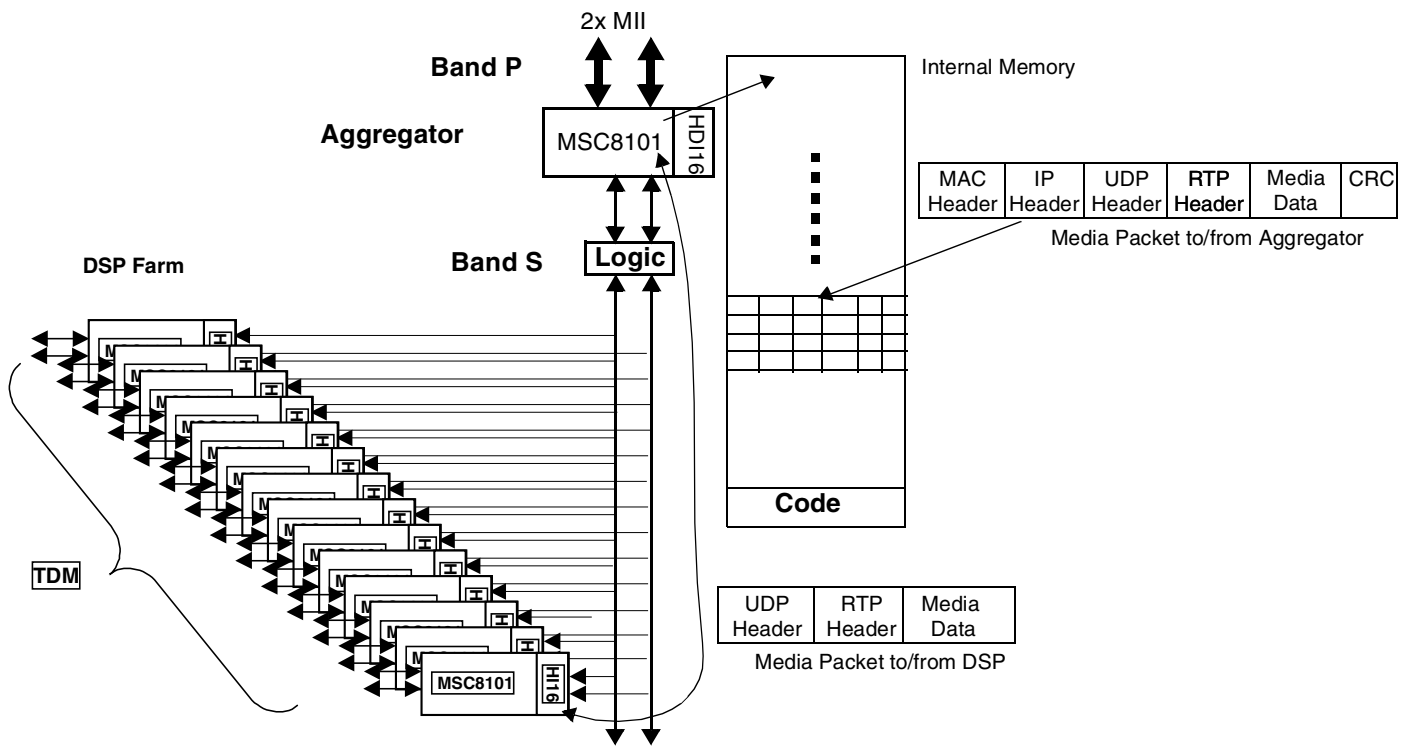 2x MII
Band P
Internal Memory
Aggregator
MSC8101
HDI16
MAC Header
IP Header
UDP Header
RTP Header
Media Data
CRC
Media Packet to/from Aggregator
DSP Farm
Band S
Logic
Code
TDM
UDP Header
RTP Header
Media Data
Media Packet to/from DSP
MSC8101
HI16